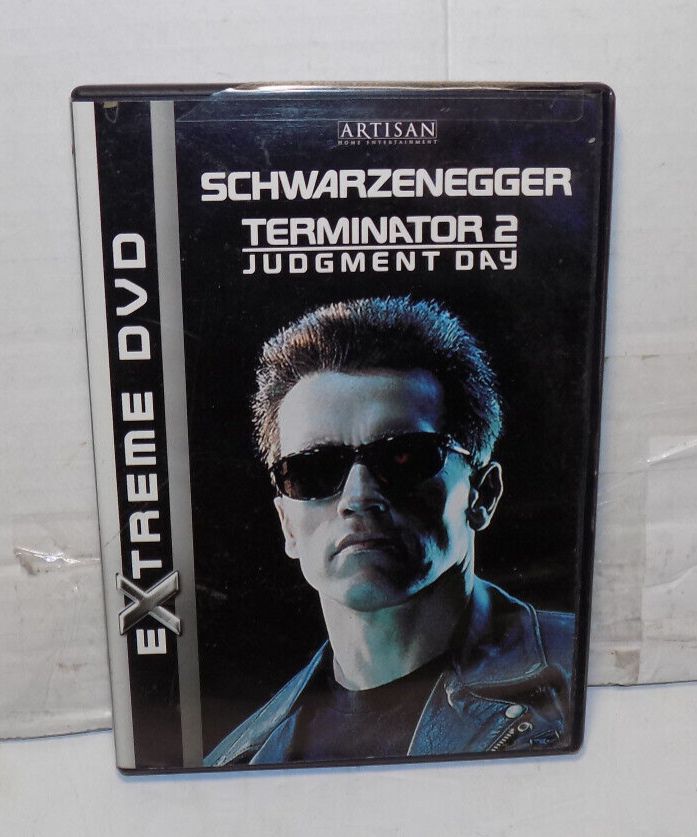 ARTISAN
HOME ENTERTAINMENT
SCHWARZENEGGER
TERMINATOR 2
JUDGMENT DAY
EXTREME DVD